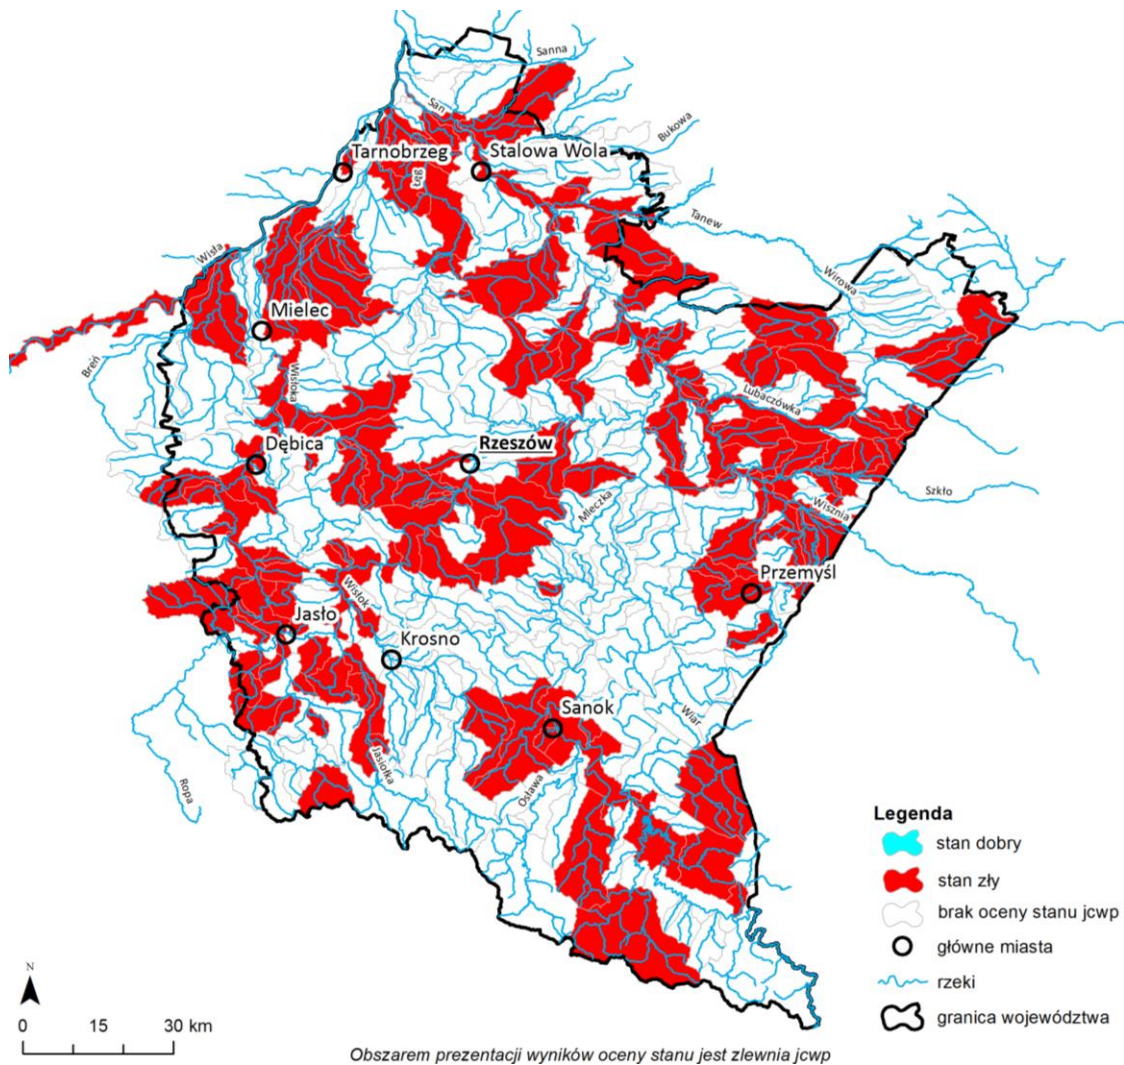 Sanna
San
Bukowa
Tarnobrzeg
Stalowa Wola
Łęg
Tanew
Wisła
Wirowa
Mielec
Breń
Wisłoka
Lubaczówka
Dębica
Rzeszów
Szkło
Mleczka
Wisznia
Przemyśl
Wisłok
Jasło
Krosno
Sanok
Wiar
Jasiołka
Osława
Ropa
Legenda
stan dobry
stan zły
brak oceny stanu jcwp
główne miasta
rzeki
granica województwa
N
0 15 30 km
Obszarem prezentacji wyników oceny stanu jest zlewnia jcwp